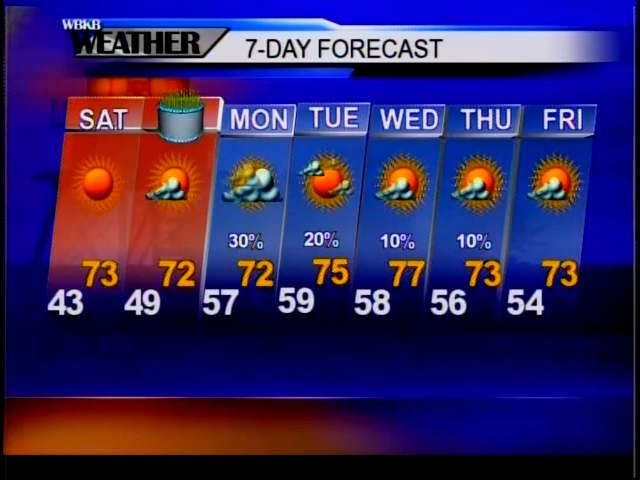 WBKB
WEATHER
7-DAY FORECAST
SAT MON TUE WED THU FRI
30% 20% 10% 10%
73 72 72 75 77 73 73
43 49 57 59 58 56 54